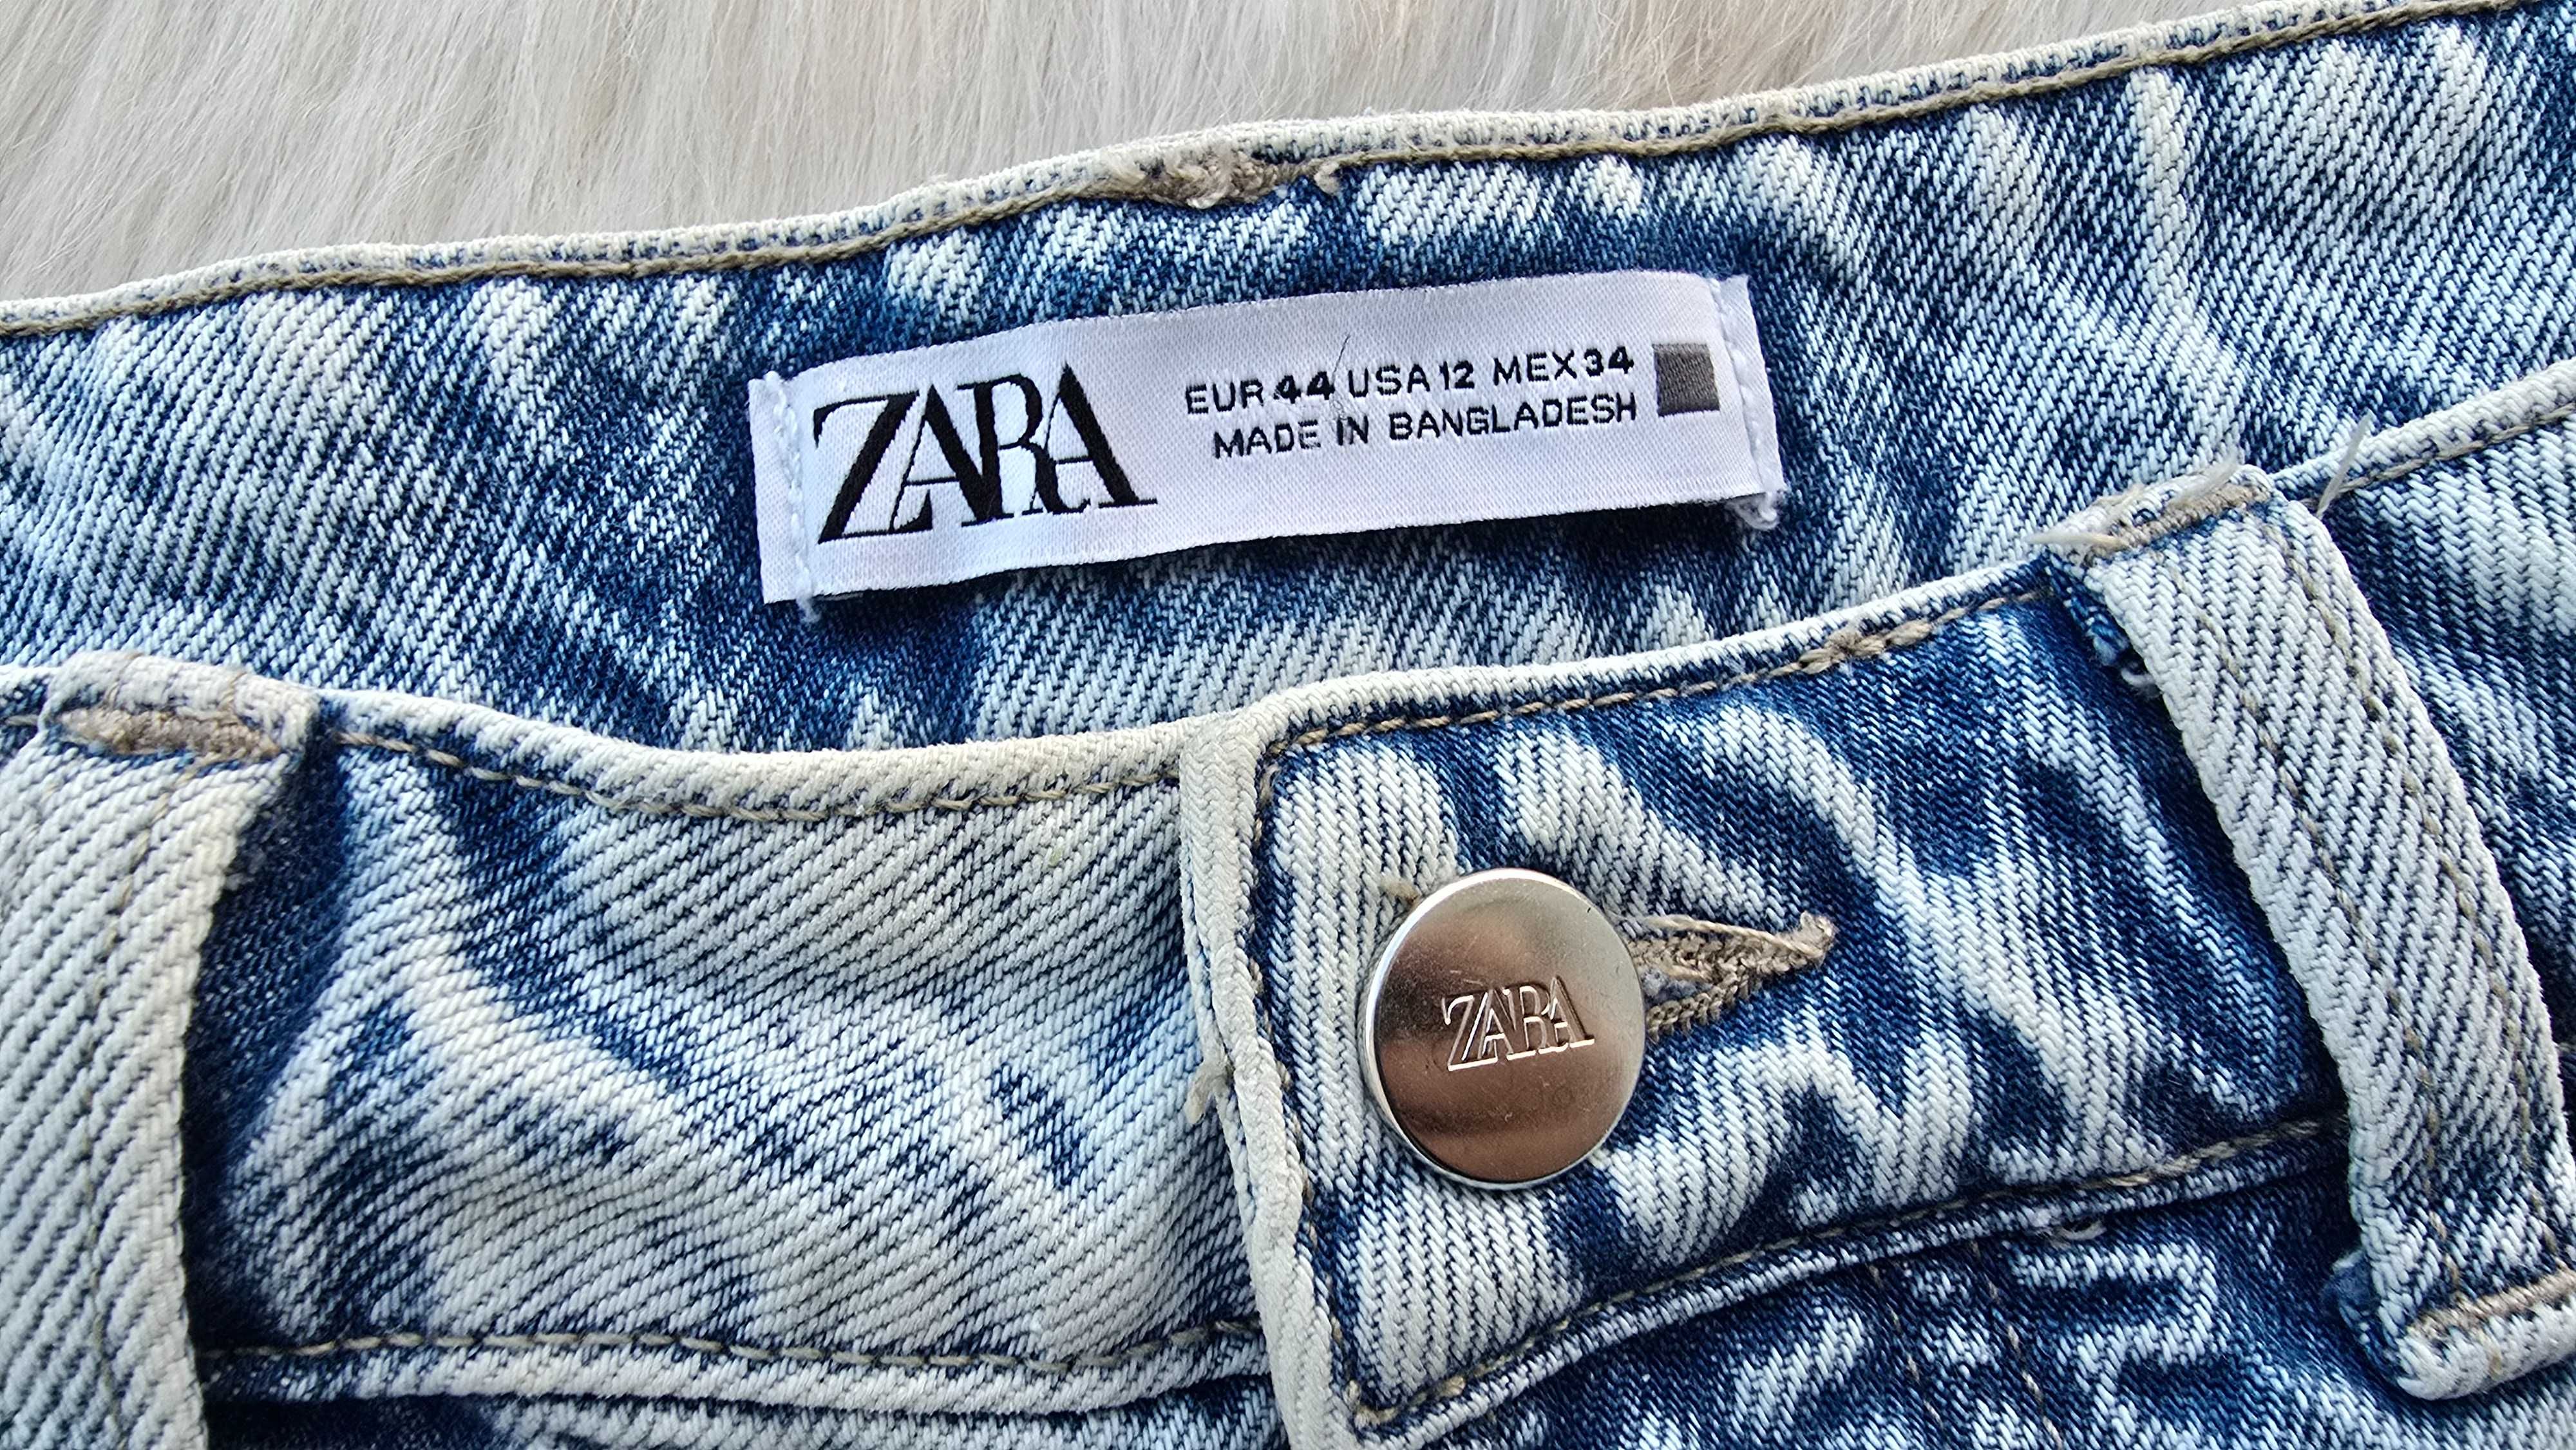 ZARA
EUR 44 USA 12 MEX 34
MADE IN BANGLADESH
ZARA